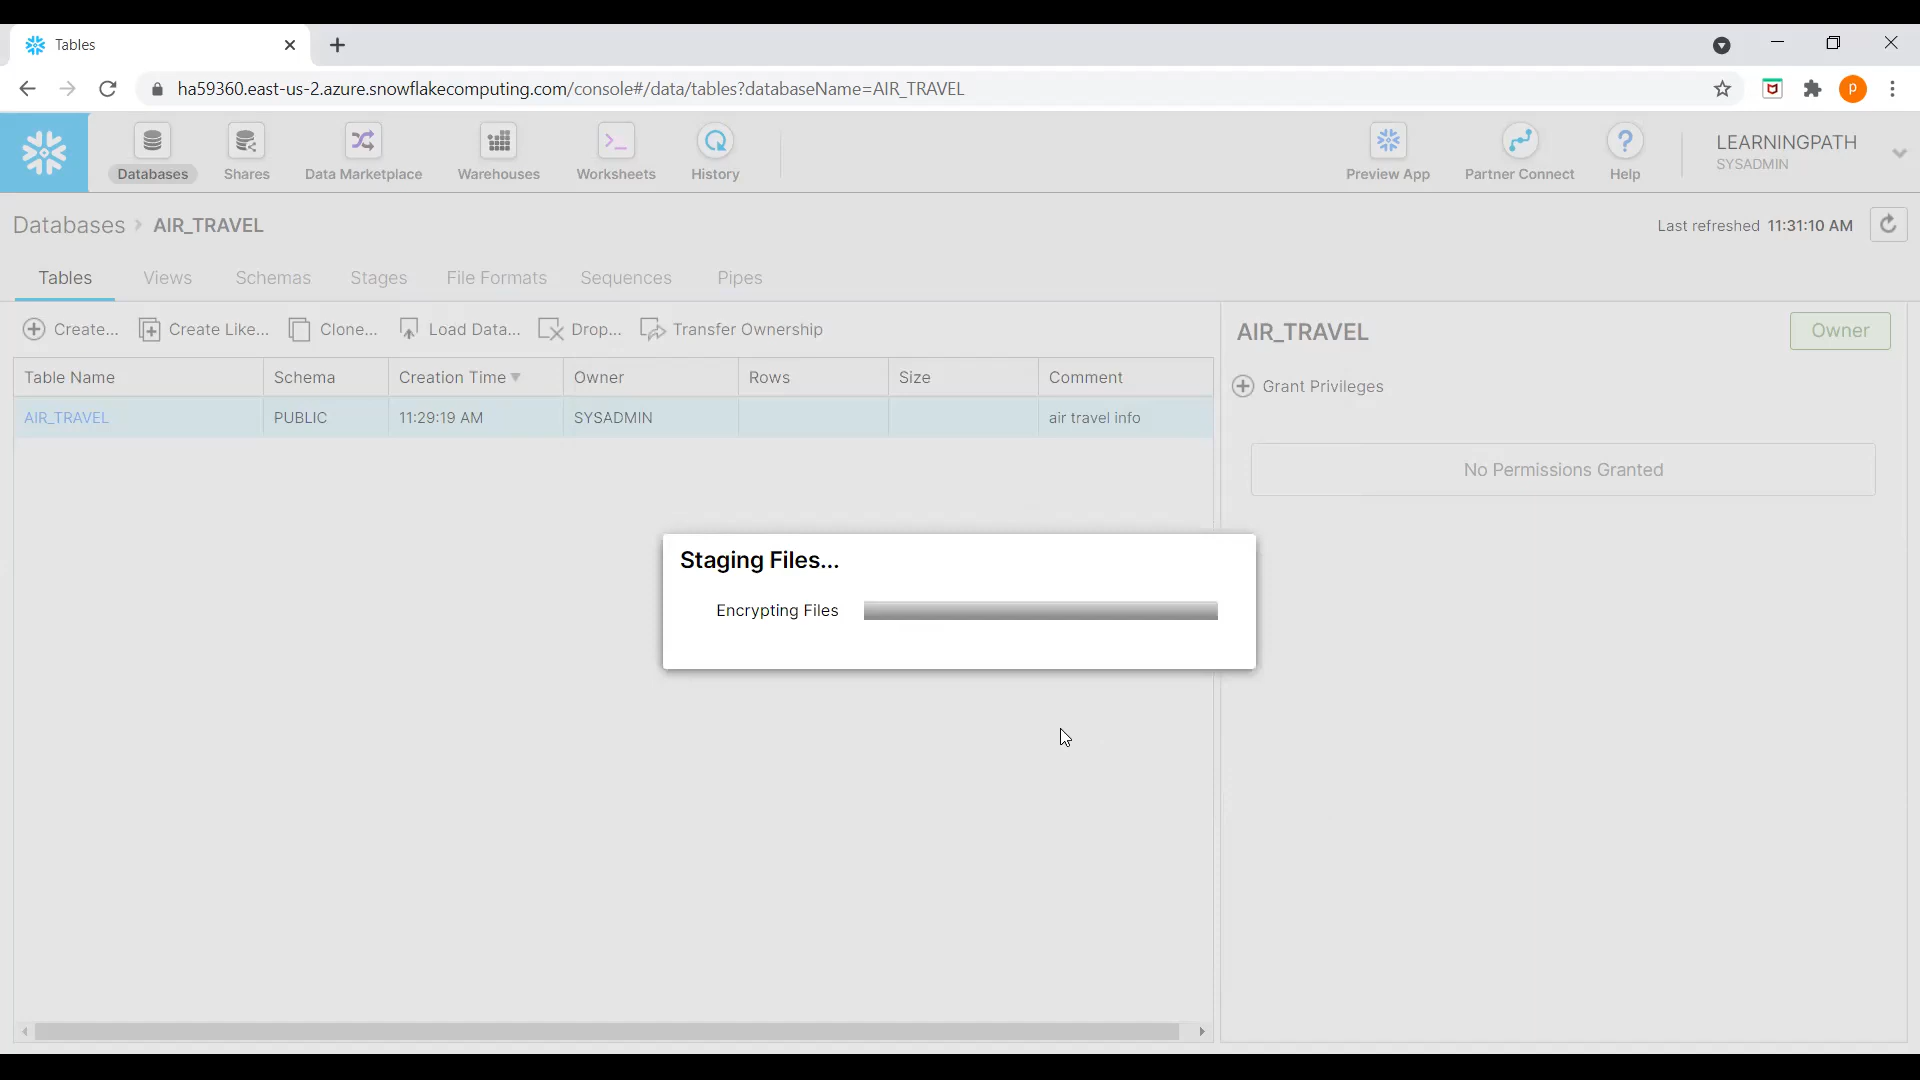 Tables
ha59360.east-us-2.azure.snowflakecomputing.com/console#/data/tables?databaseName=AIR_TRAVEL
P
Databases
Shares
Data Marketplace
Warehouses
Worksheets
History
Preview App
Partner Connect
Help
LEARNINGPATH
SYSADMIN
Databases AIR_TRAVEL
Last refreshed 11:31:10 AM
Tables Views Schemas Stages File Formats Sequences Pipes
Create... Create Like... Clone... Load Data... Drop... Transfer Ownership
Table Name Schema Creation Time Owner Rows Size Comment
AIR_TRAVEL PUBLIC 11:29:19 AM SYSADMIN air travel info
AIR_TRAVEL
Owner
Grant Privileges
No Permissions Granted
Staging Files...
Encrypting Files